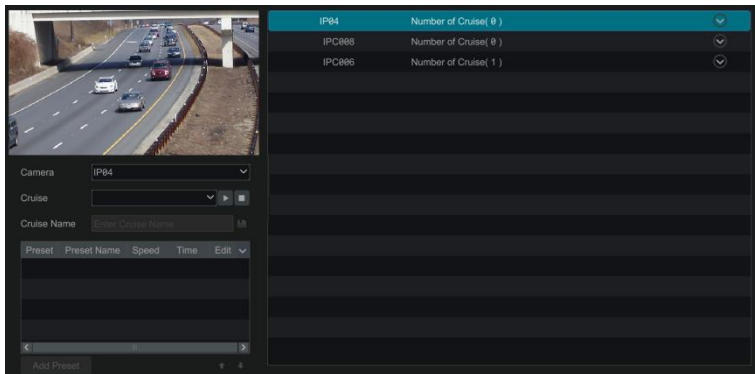 IP04 Number of Cruise( 0 )
IPC008 Number of Cruise( 0 )
IPC006 Number of Cruise( 1 )
Camera IP04
Cruise
Cruise Name Enter Cruise Name
Preset Preset Name Speed Time Edit
Add Preset